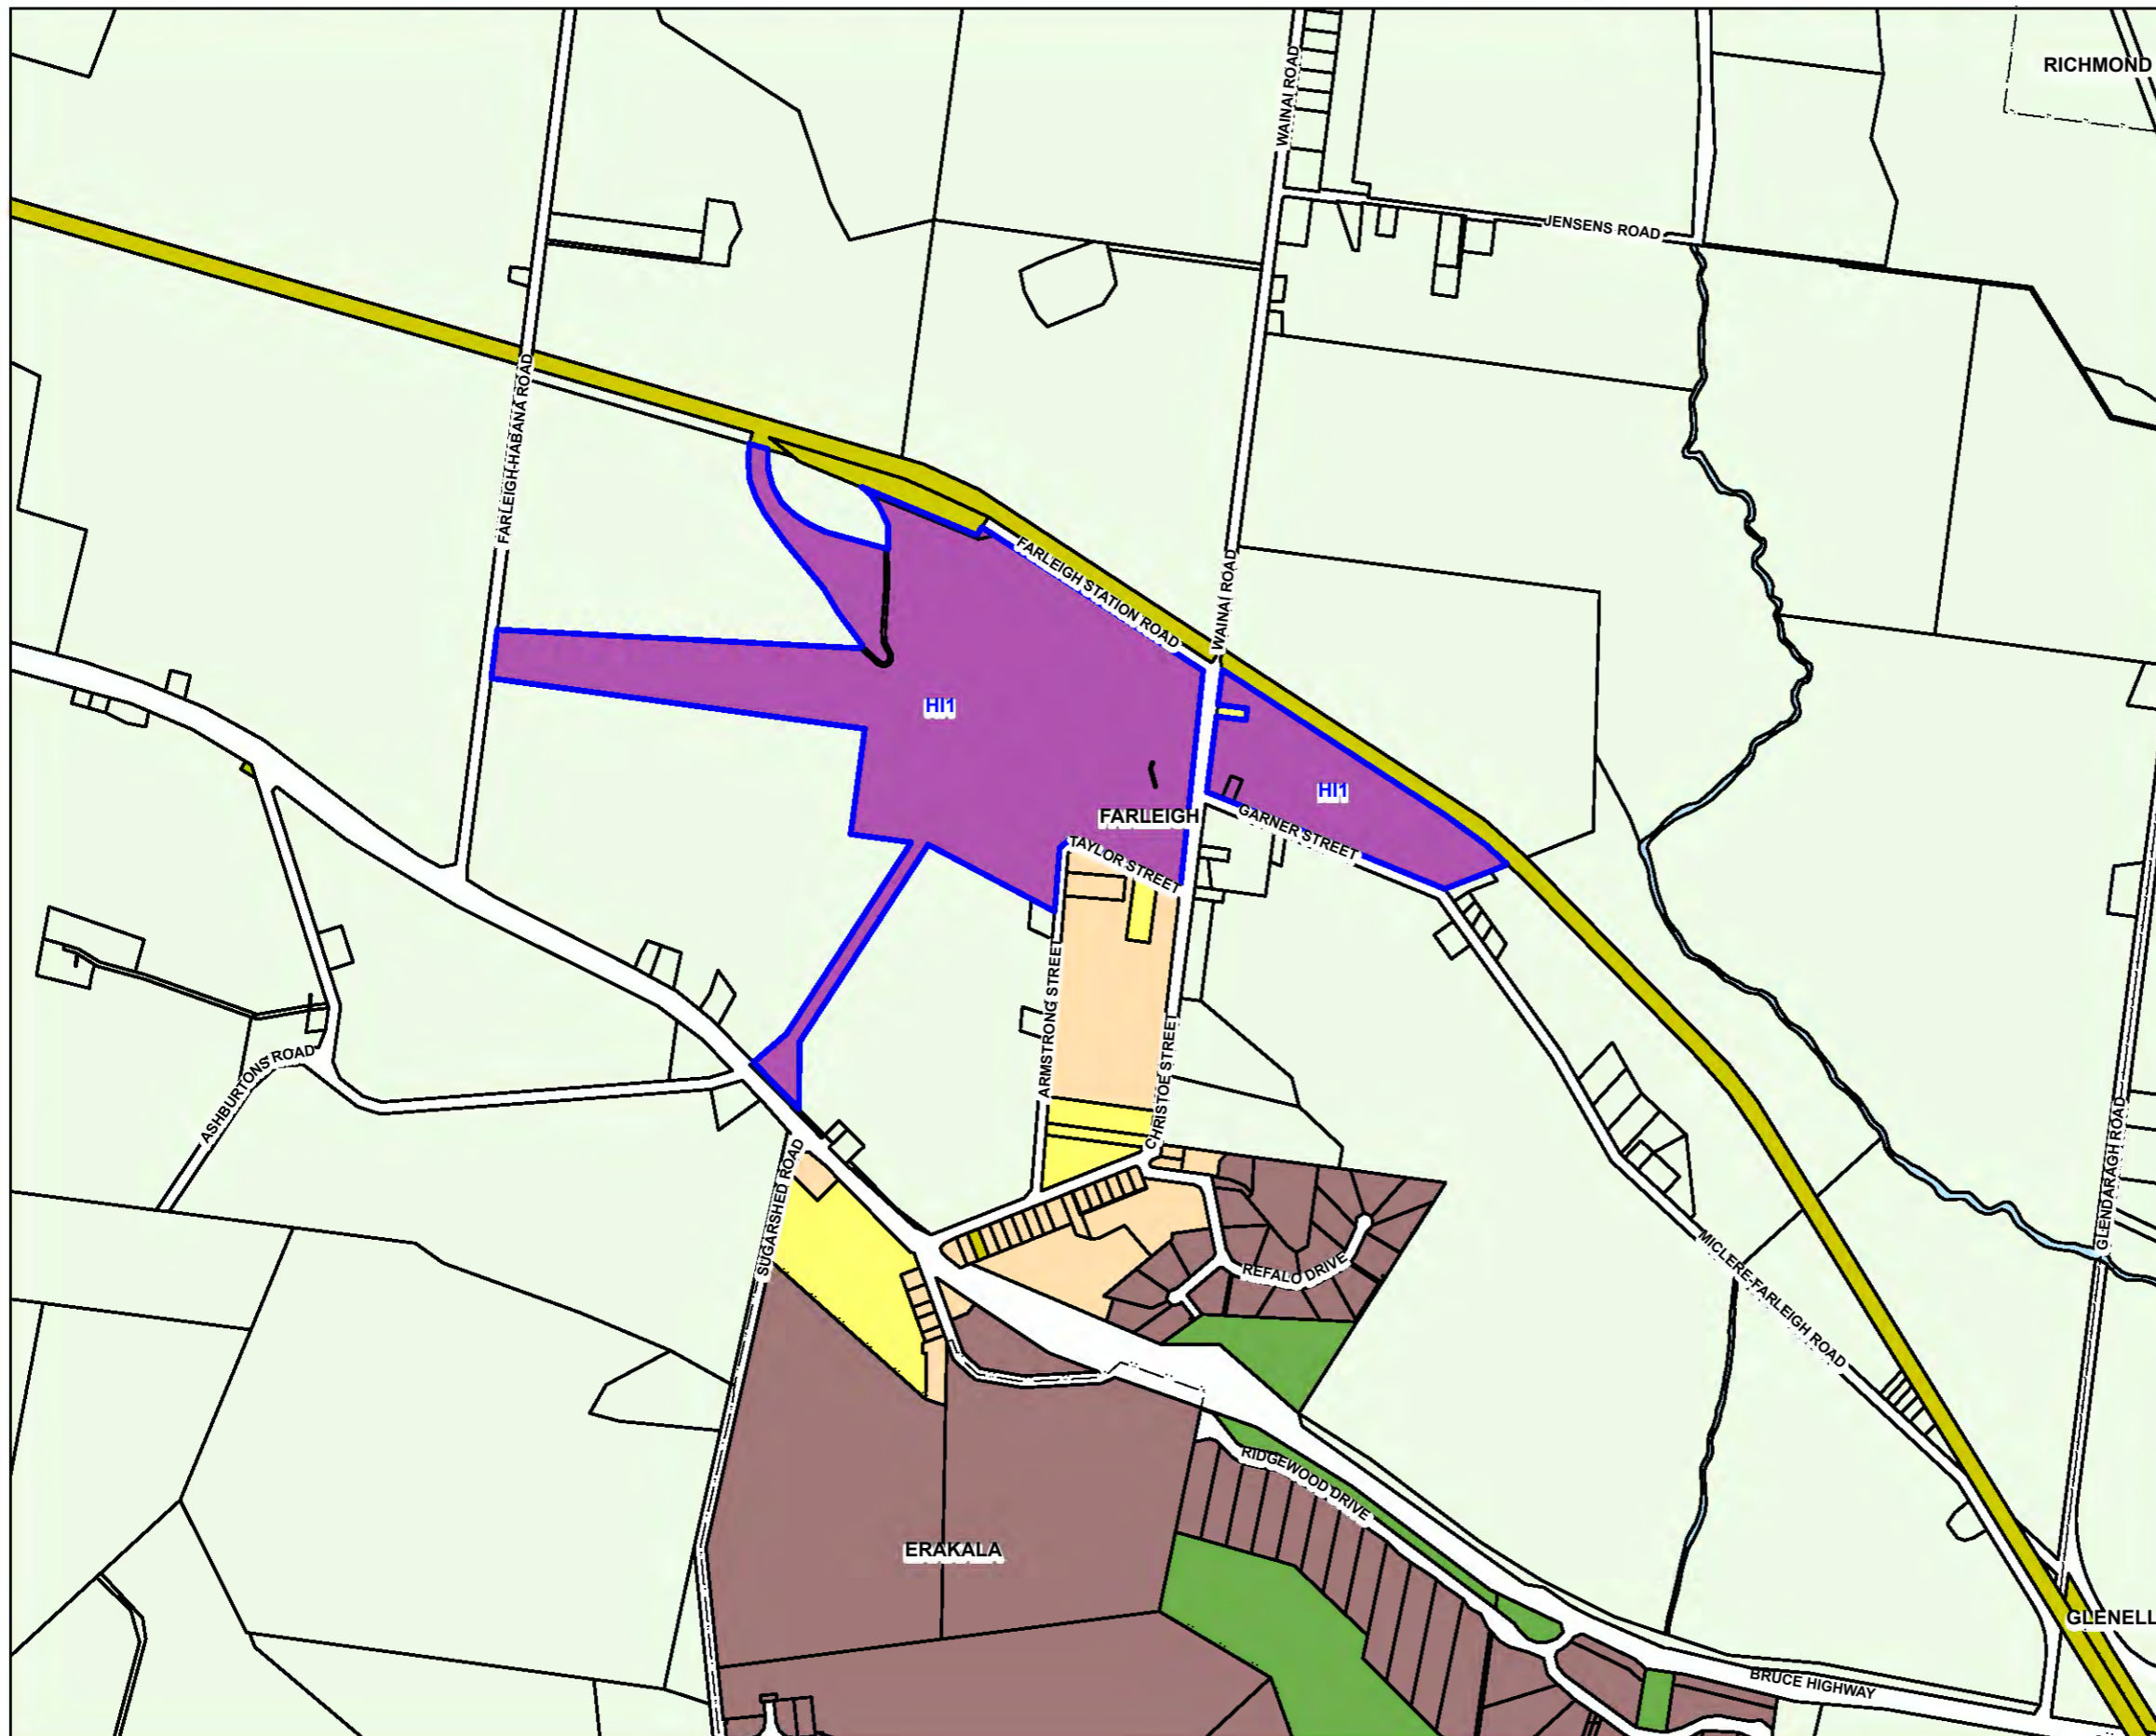 RICHMOND
WAINAI ROAD
JENSENS ROAD
FARLEIGH-HABANA ROAD
FARLEIGH STATION ROAD
WAINAI ROAD
HI1
HI1
FARLEIGH
GARNER STREET
TAYLOR STREET
ARMSTRONG STREET
CHRISTOE STREET
ASHBURTONS ROAD
SUGARSHED ROAD
GLENDARAGH ROAD
MICLERE-FARLEIGH ROAD
REFALO DRIVE
RIDGEWOOD DRIVE
ERAKALA
GLENELL
BRUCE HIGHWAY